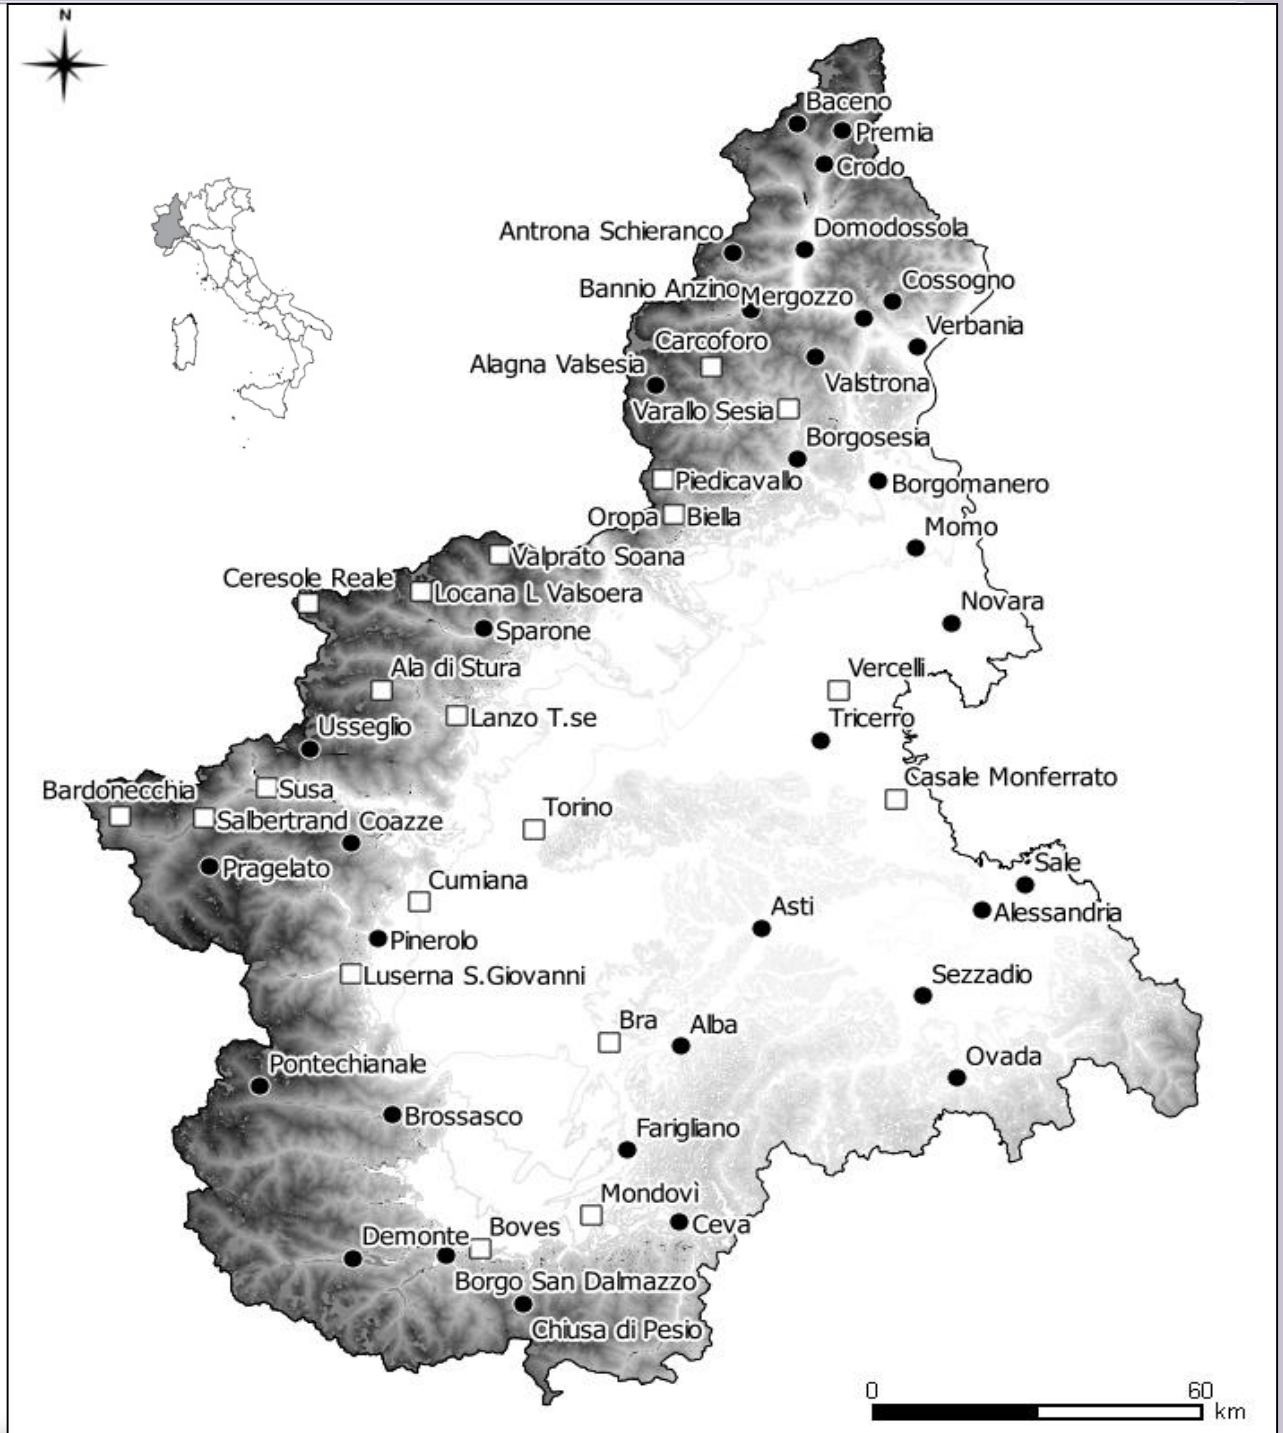 N
Baceno
Premia
Crodo
Antrona Schieranco
Domodossola
Bannio Anzino
Mergozzo
Cossogno
Verbania
Carcoforo
Alagna Valsesia
Valstrona
Varallo Sesia
Borgosesia
Piedicavallo
Borgomanero
Oropa
Biella
Momo
Valprato Soana
Ceresole Reale
Locana L Valsoera
Novara
Sparone
Ala di Stura
Vercelli
Lanzo T.se
Tricerro
Usseglio
Bardonecchia
Susa
Casale Monferrato
Torino
Salbertrand
Coazze
Pragelato
Sale
Cumiana
Asti
Alessandria
Pinerolo
Luserna S.Giovanni
Sezzadio
Bra
Alba
Pontechianale
Ovada
Brossasco
Farigliano
Mondovì
Ceva
Boves
Demonte
Borgo San Dalmazzo
Chiusa di Pesio
0 60
km